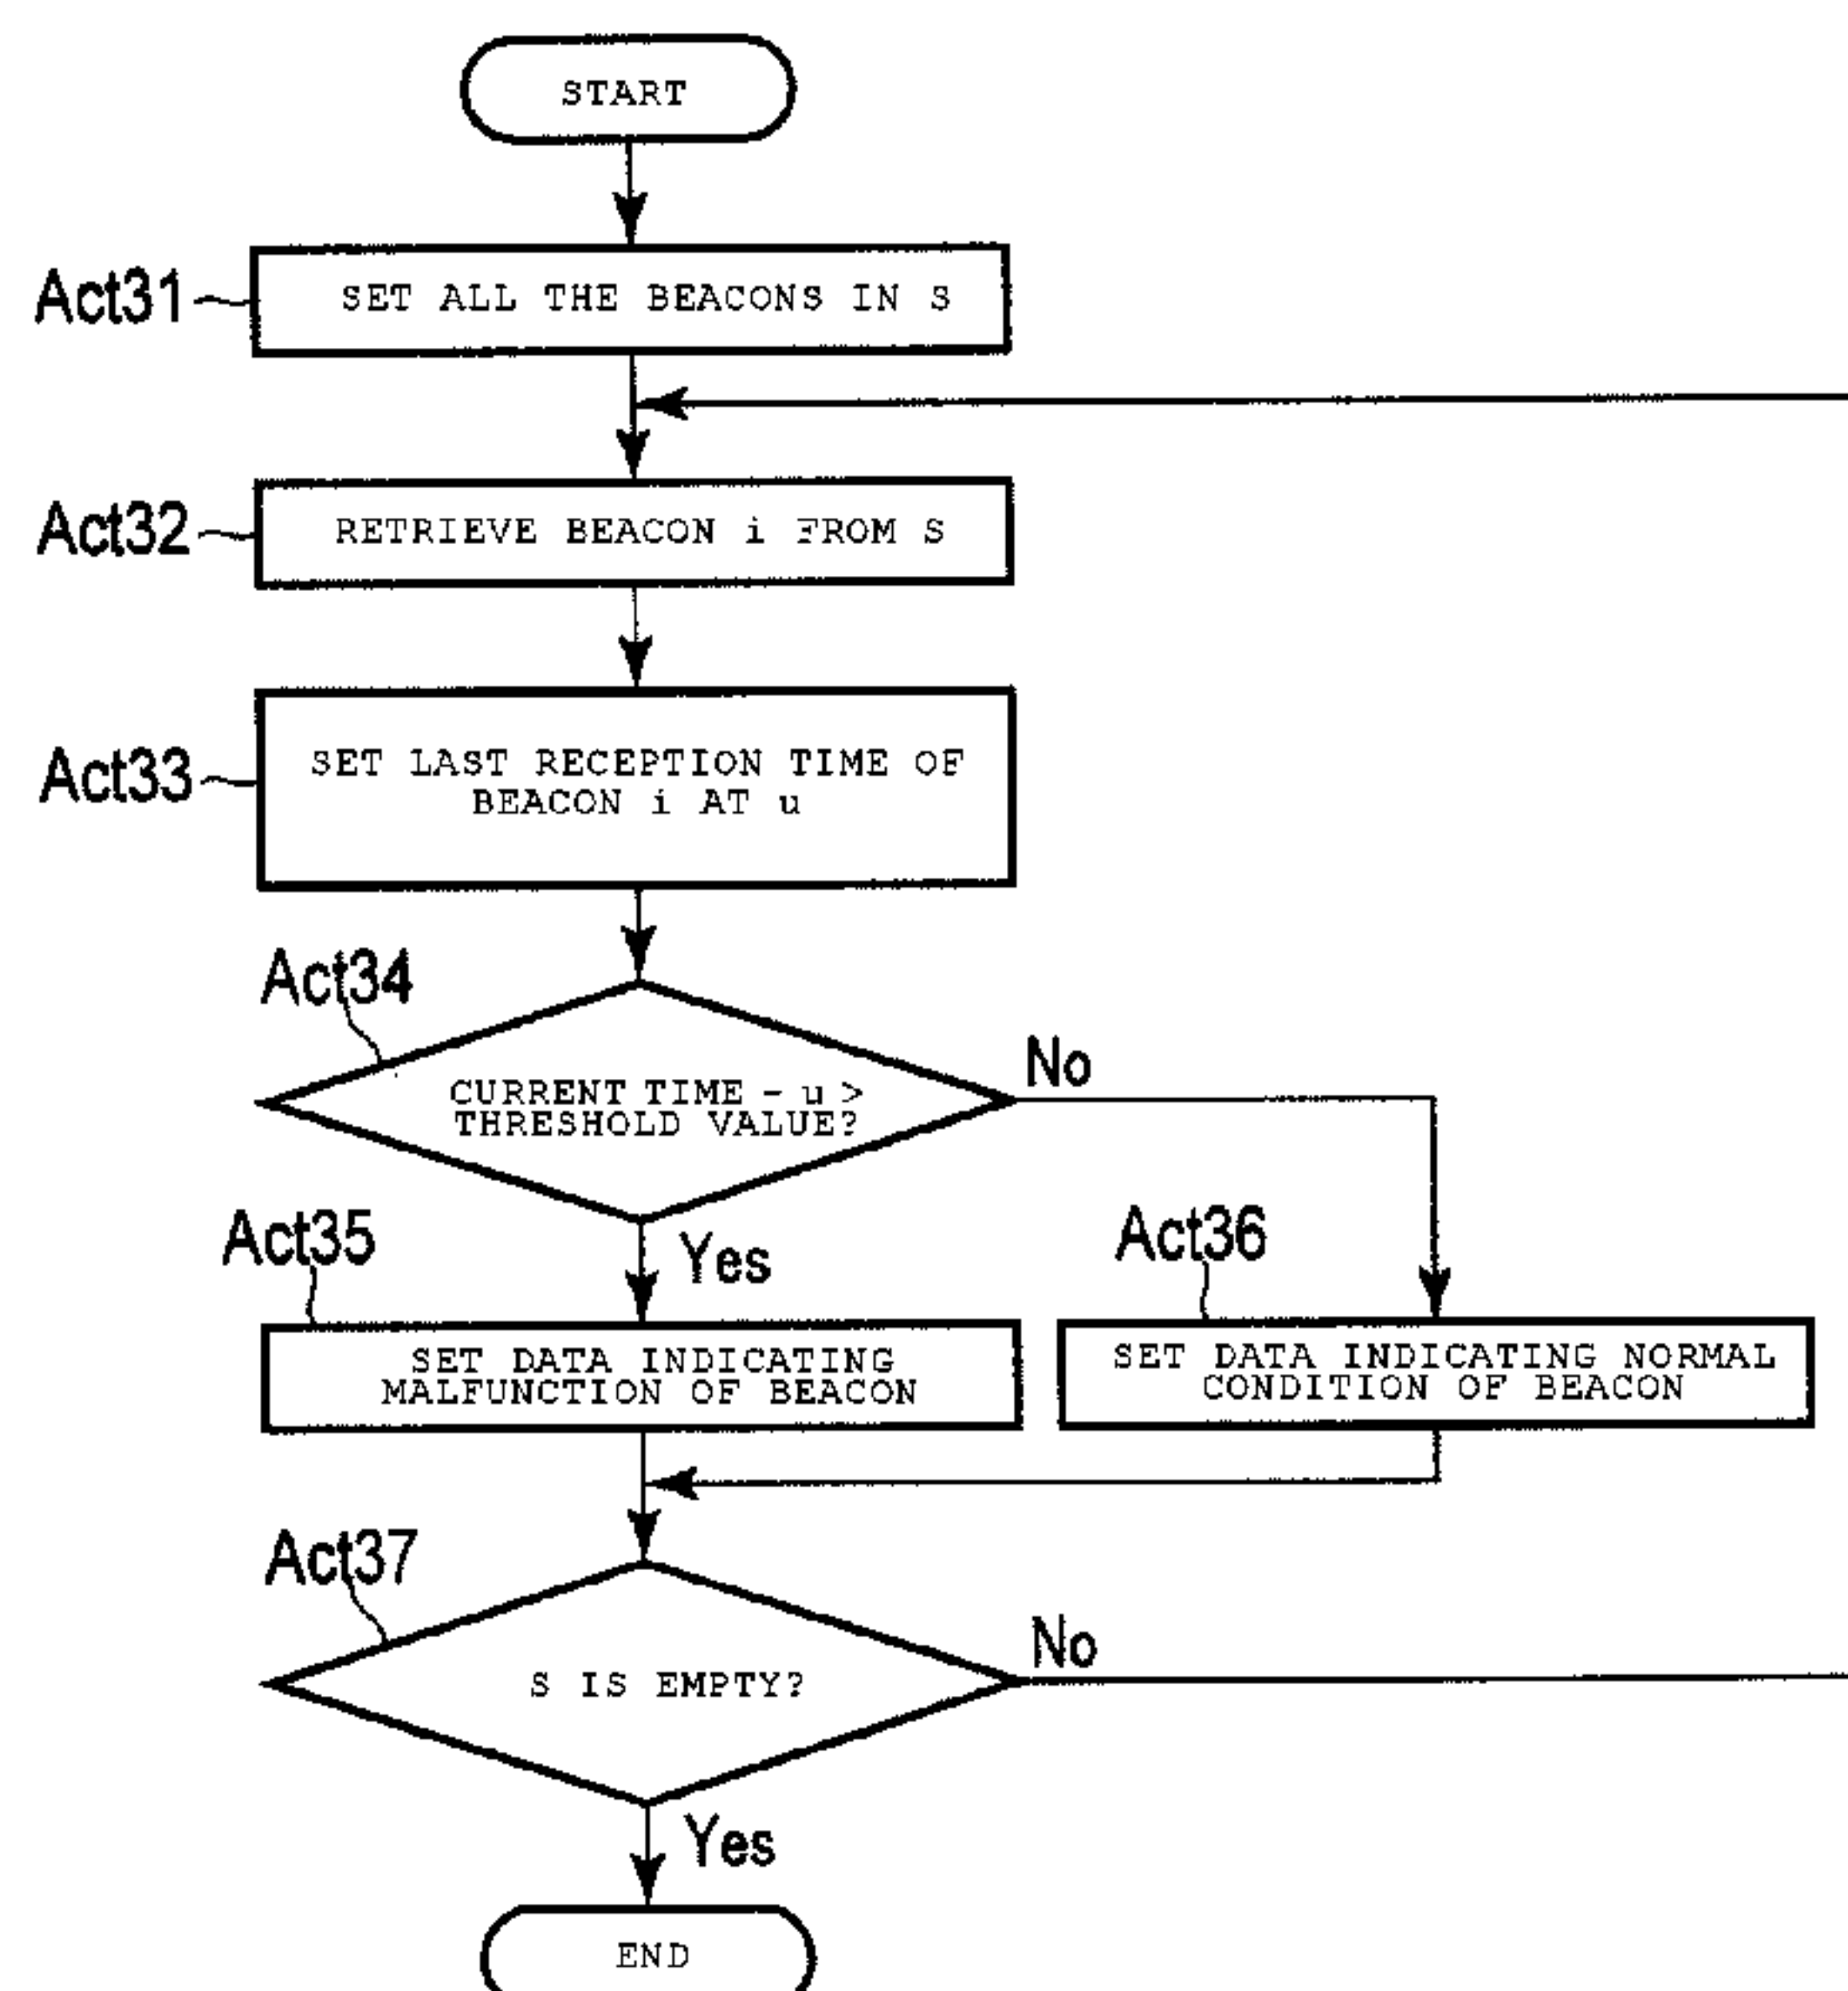 START
Act31
SET ALL THE BEACONS IN S
Act32
RETRIEVE BEACON i FROM S
Act33
SET LAST RECEPTION TIME OF
BEACON i AT u
Act34
CURRENT TIME - u >
THRESHOLD VALUE?
No
Yes
Act35
SET DATA INDICATING
MALFUNCTION OF BEACON
Act36
SET DATA INDICATING NORMAL
CONDITION OF BEACON
Act37
S IS EMPTY?
No
Yes
END